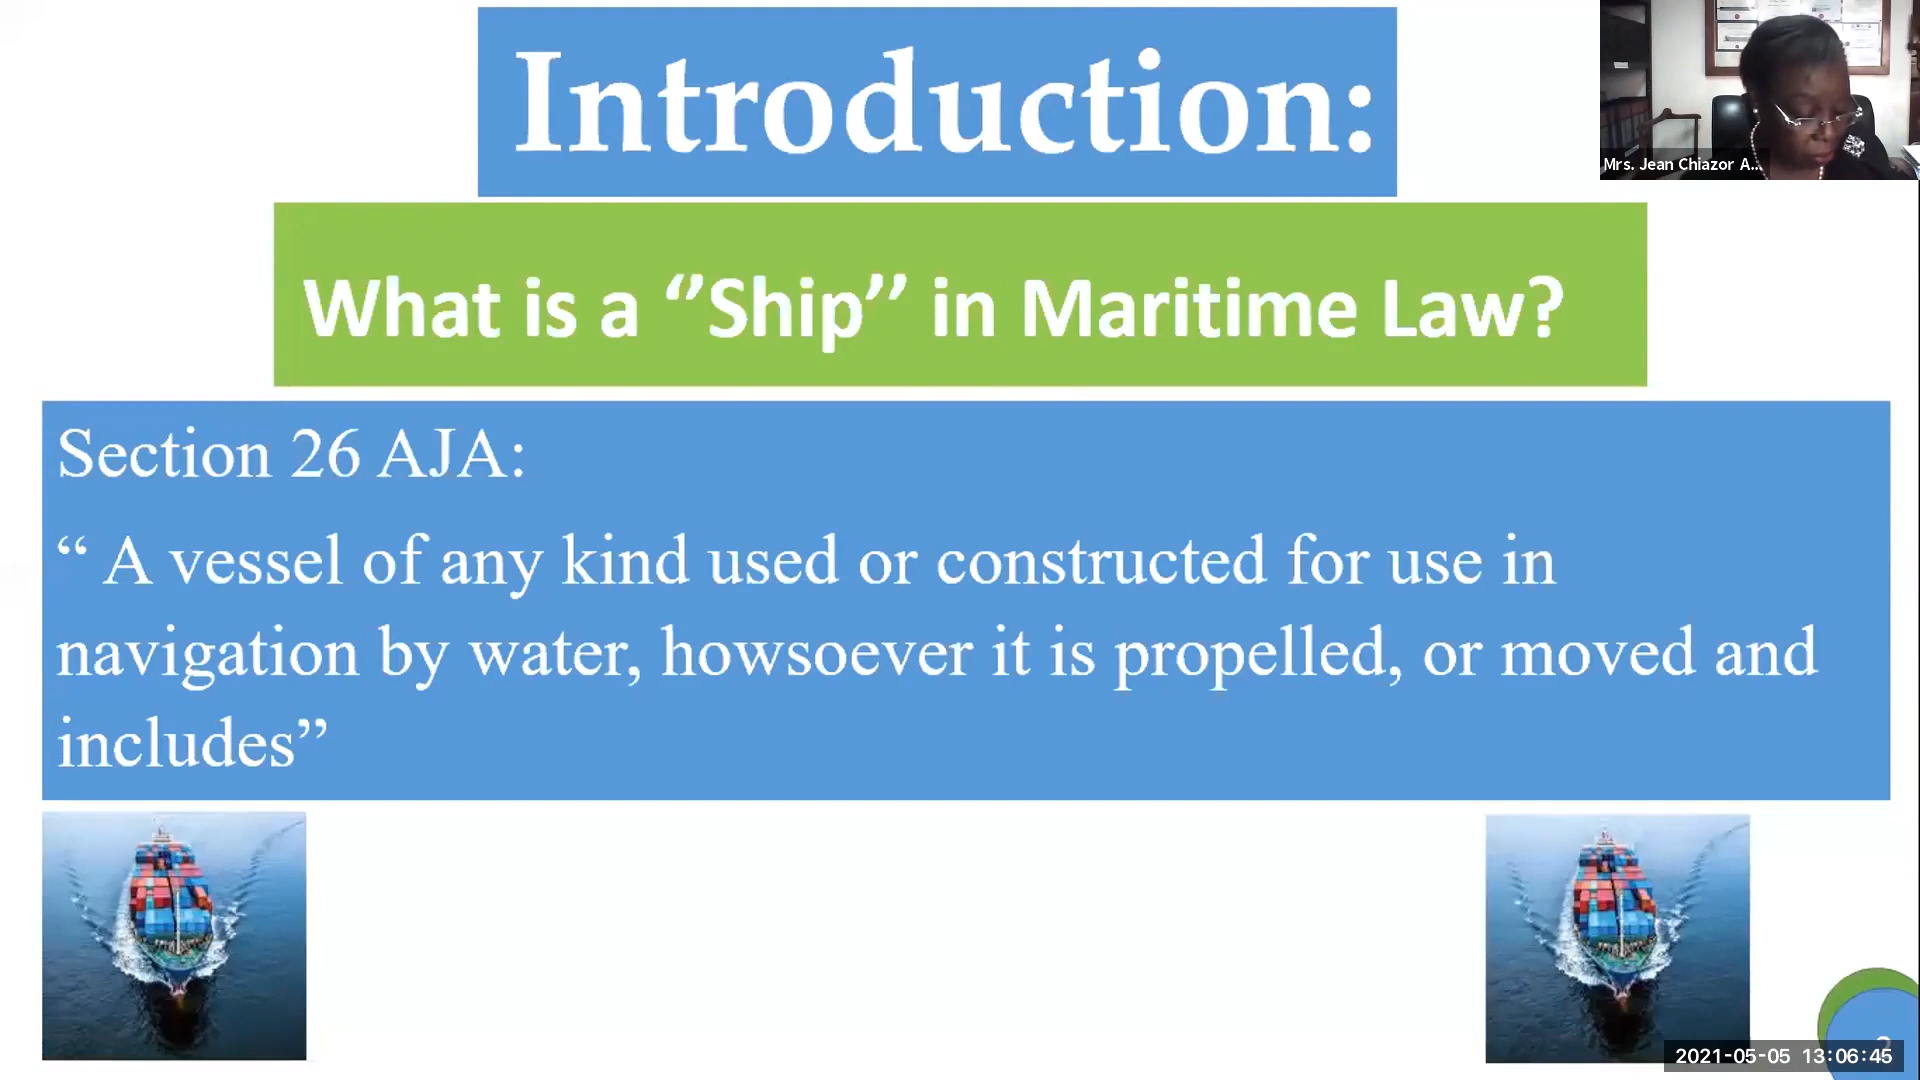 Introduction:
Mrs. Jean Chiazor A...
What is a ‘’Ship’’ in Maritime Law?
Section 26 AJA:
“ A vessel of any kind used or constructed for use in
navigation by water, howsoever it is propelled, or moved and
includes”
2021-05-05 13:06:45